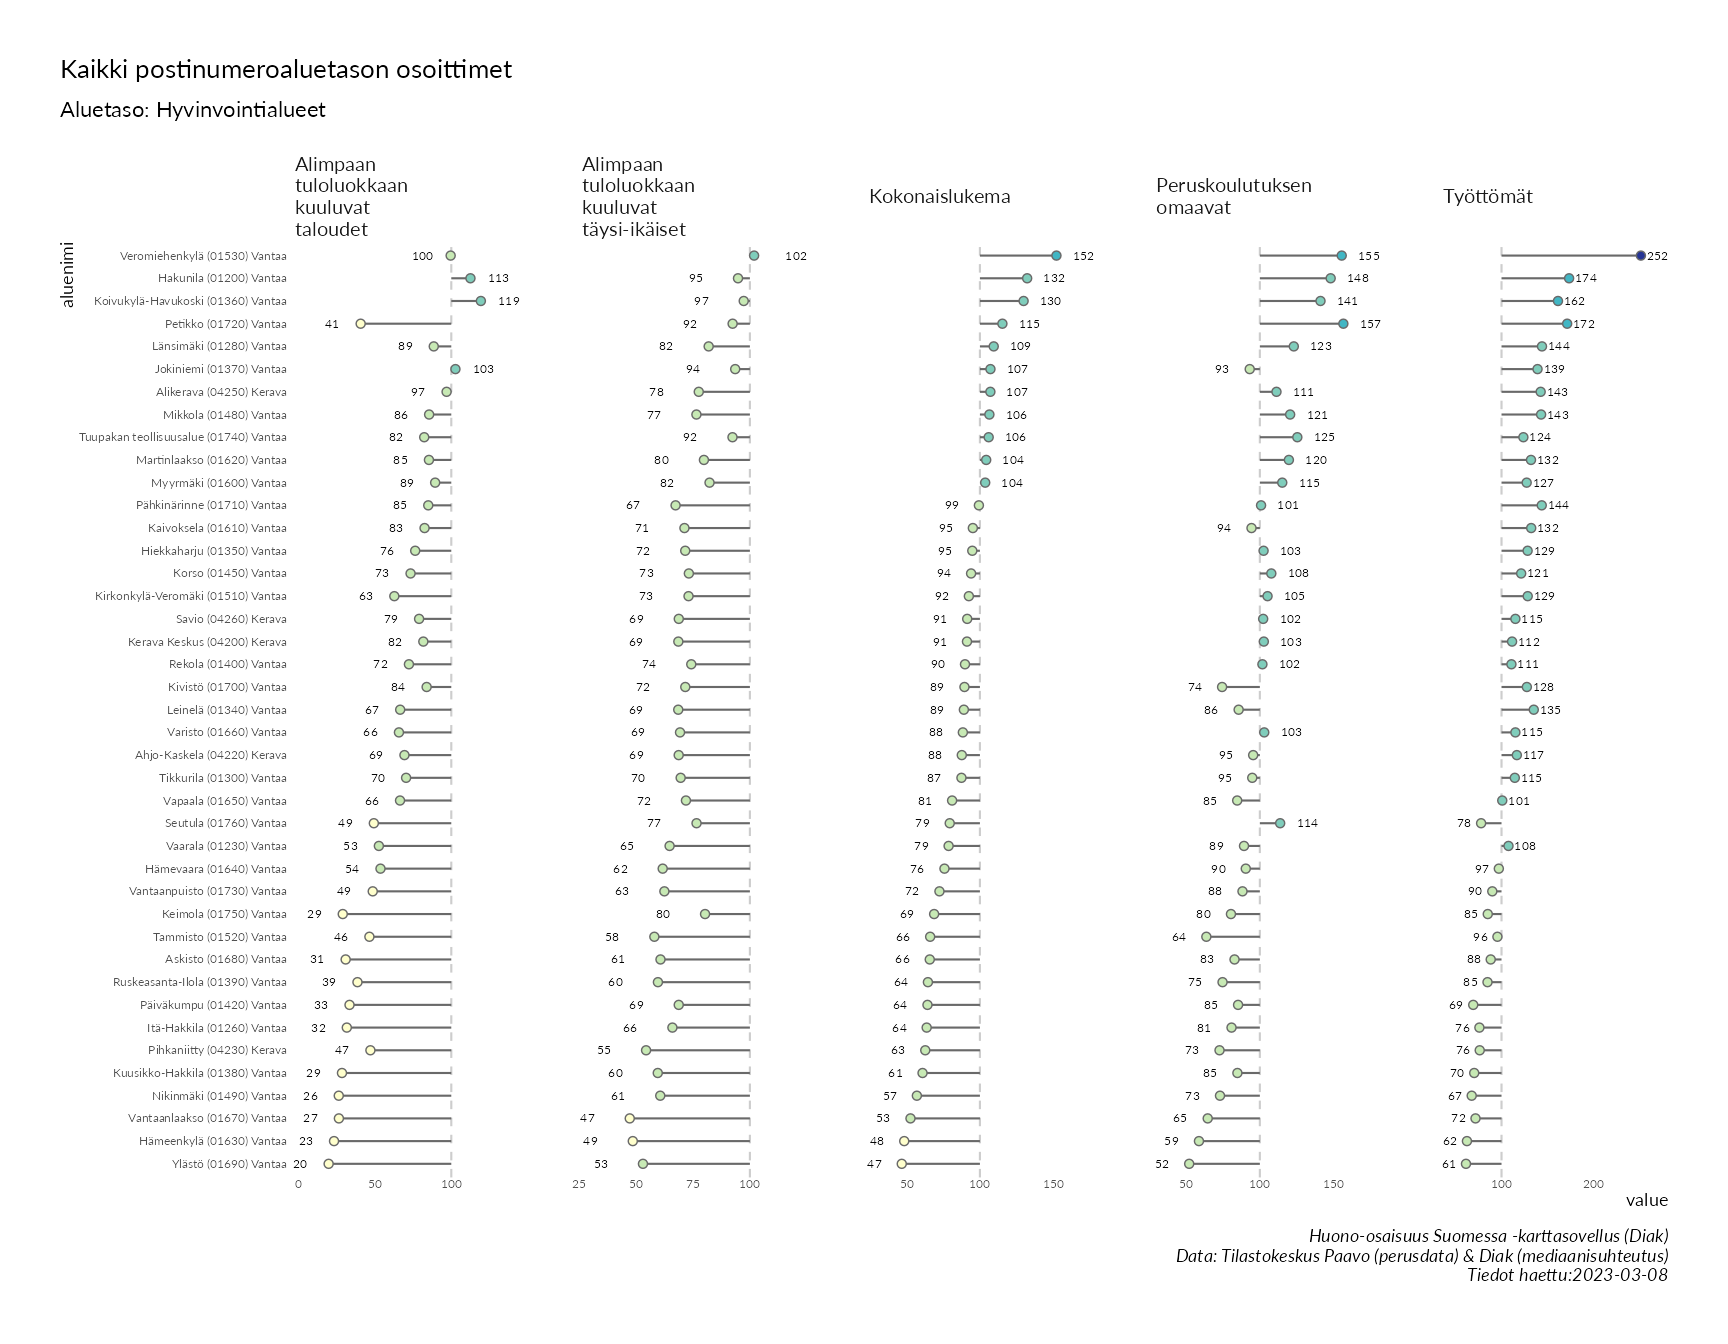 Kaikki postinumeroaluetason osoittimet
Aluetaso: Hyvinvointialueet
Alimpaan
tuloluokkaan
kuuluvat
taloudet
Alimpaan
tuloluokkaan
kuuluvat
täysi-ikäiset
Kokonaislukema
Peruskoulutuksen
omaavat
Työttömät
aluenimi
Veromiehenkylä (01530) Vantaa 100 102 152 155 252
Hakunila (01200) Vantaa 113 95 132 148 174
Koivukylä-Havukoski (01360) Vantaa 119 97 130 141 162
Petikko (01720) Vantaa 41 92 115 157 172
Länsimäki (01280) Vantaa 89 82 109 123 144
Jokiniemi (01370) Vantaa 103 94 107 93 139
Alikerava (04250) Kerava 97 78 107 111 143
Mikkola (01480) Vantaa 86 77 106 121 143
Tuupakan teollisuusalue (01740) Vantaa 82 92 106 125 124
Martinlaakso (01620) Vantaa 85 80 104 120 132
Myyrmäki (01600) Vantaa 89 82 104 115 127
Pähkinärinne (01710) Vantaa 85 67 99 101 144
Kaivoksela (01610) Vantaa 83 71 95 94 132
Hiekkaharju (01350) Vantaa 76 72 95 103 129
Korso (01450) Vantaa 73 73 94 108 121
Kirkonkylä-Veromäki (01510) Vantaa 63 73 92 105 129
Savio (04260) Kerava 79 69 91 102 115
Kerava Keskus (04200) Kerava 82 69 91 103 112
Rekola (01400) Vantaa 72 74 90 102 111
Kivistö (01700) Vantaa 84 72 89 74 128
Leinelä (01340) Vantaa 67 69 89 86 135
Varisto (01660) Vantaa 66 69 88 103 115
Ahjo-Kaskela (04220) Kerava 69 69 88 95 117
Tikkurila (01300) Vantaa 70 70 87 95 115
Vapaala (01650) Vantaa 66 72 81 85 101
Seutula (01760) Vantaa 49 77 79 114 78
Vaarala (01230) Vantaa 53 65 79 89 108
Hämevaara (01640) Vantaa 54 62 76 90 97
Vantaanpuisto (01730) Vantaa 49 63 72 88 90
Keimola (01750) Vantaa 29 80 69 80 85
Tammisto (01520) Vantaa 46 58 66 64 96
Askisto (01680) Vantaa 31 61 66 83 88
Ruskeasanta-Ilola (01390) Vantaa 39 60 64 75 85
Päiväkumpu (01420) Vantaa 33 69 64 85 69
Itä-Hakkila (01260) Vantaa 32 66 64 81 76
Pihkaniitty (04230) Kerava 47 55 63 73 76
Kuusikko-Hakkila (01380) Vantaa 29 60 61 85 70
Nikinmäki (01490) Vantaa 26 61 57 73 67
Vantaanlaakso (01670) Vantaa 27 47 53 65 72
Hämeenkylä (01630) Vantaa 23 49 48 59 62
Ylästö (01690) Vantaa 20 53 47 52 61
0 50 100 25 50 75 100 50 100 150 50 100 150 100 200
value
Huono-osaisuus Suomessa -karttasovellus (Diak)
Data: Tilastokeskus Paavo (perusdata) & Diak (mediaanisuhteutus)
Tiedot haettu:2023-03-08